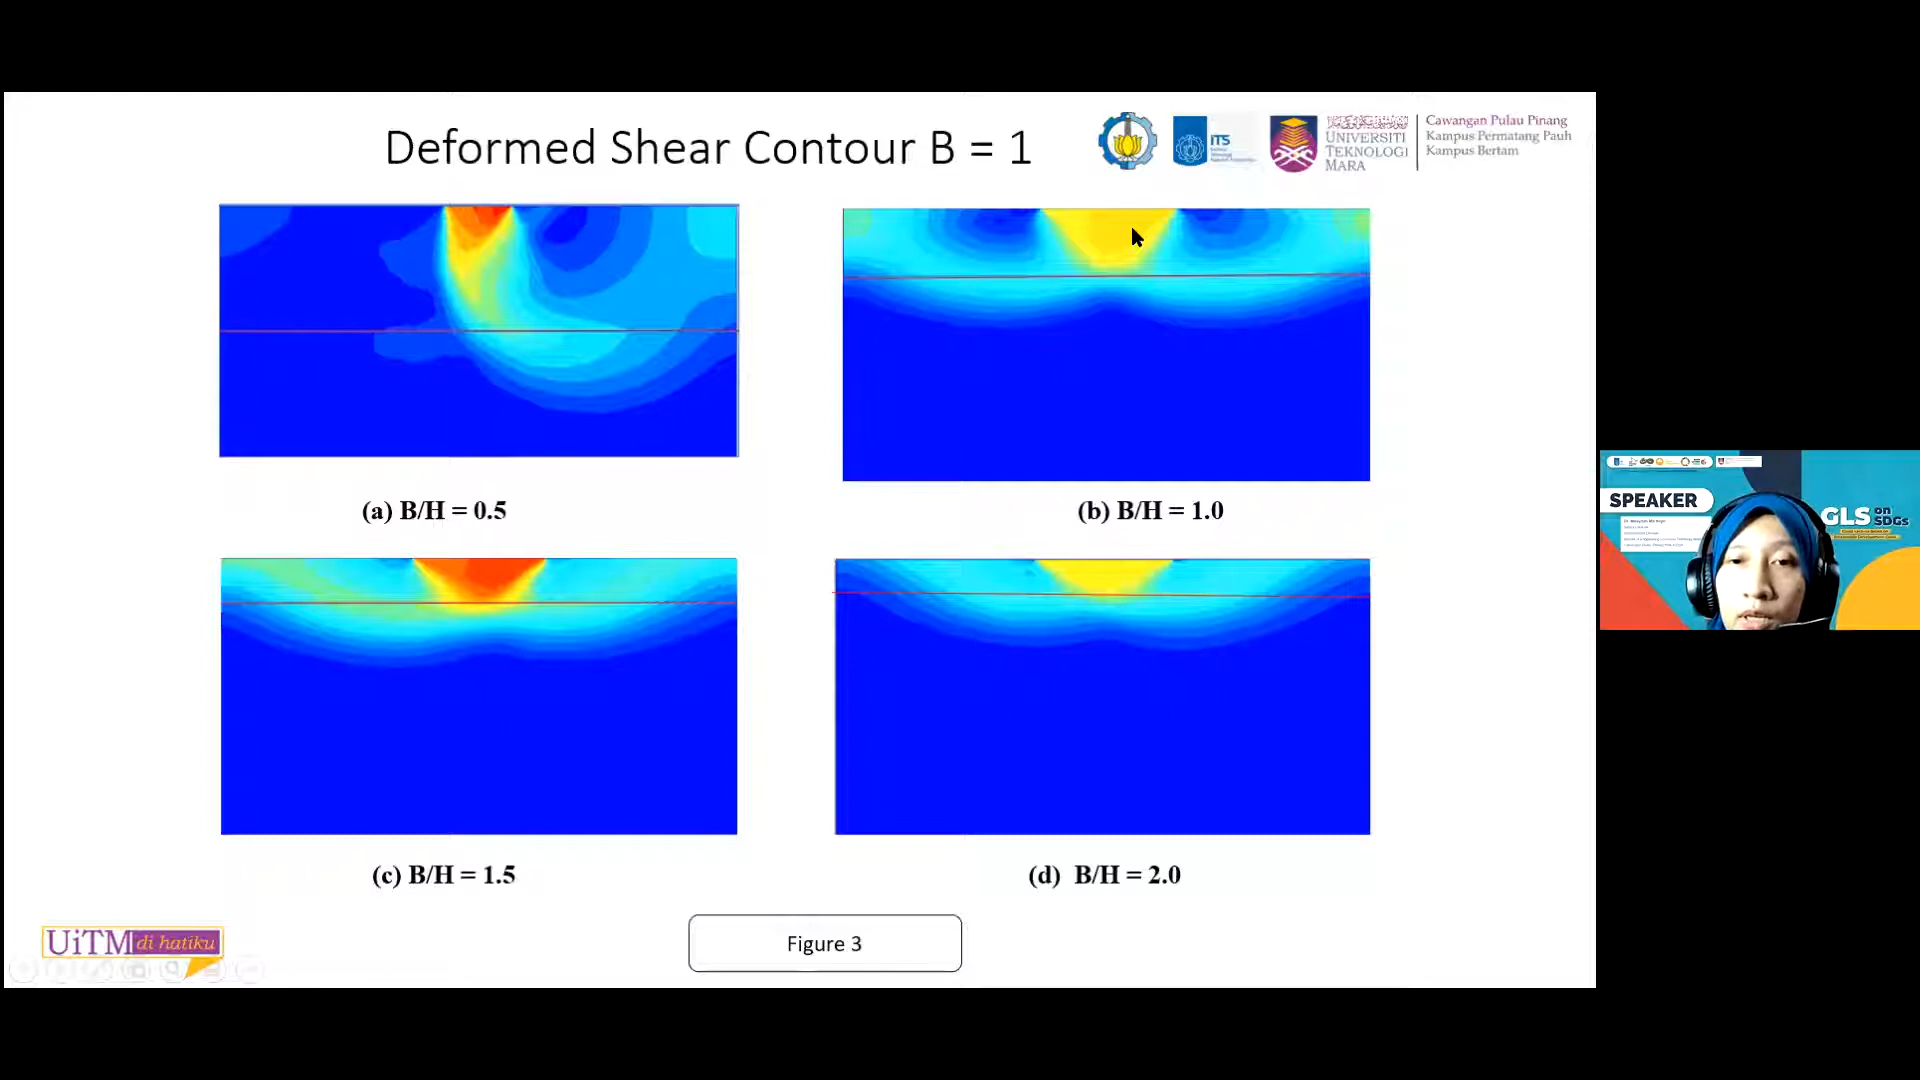 Deformed Shear Contour B = 1
ITS
UNIVERSITI
TEKNOLOGI
MARA
Cawangan Pulau Pinang
Kampus Permatang Pauh
Kampus Bertam
(a) B/H = 0.5
(b) B/H = 1.0
(c) B/H = 1.5
(d) B/H = 2.0
Figure 3
UiTM di hatiku
SPEAKER
GLS on
SDGs